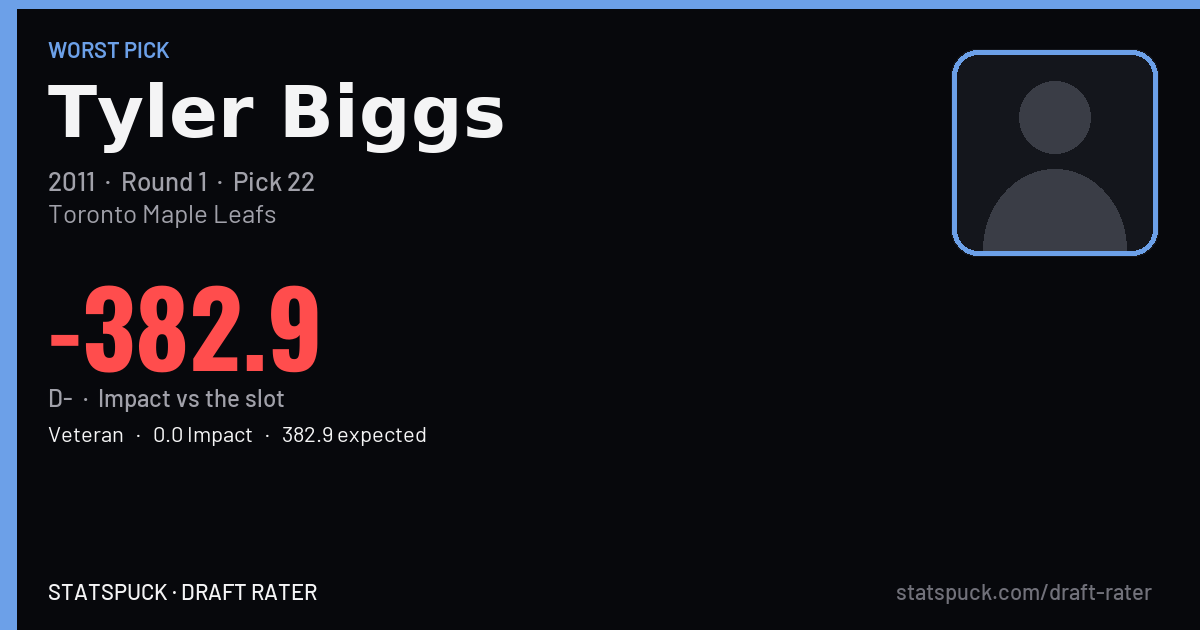 WORST PICK
Tyler Biggs
2011 · Round 1 · Pick 22
Toronto Maple Leafs
-382.9
D- · Impact vs the slot
Veteran · 0.0 Impact · 382.9 expected
STATSPUCK · DRAFT RATER
statspuck.com/draft-rater